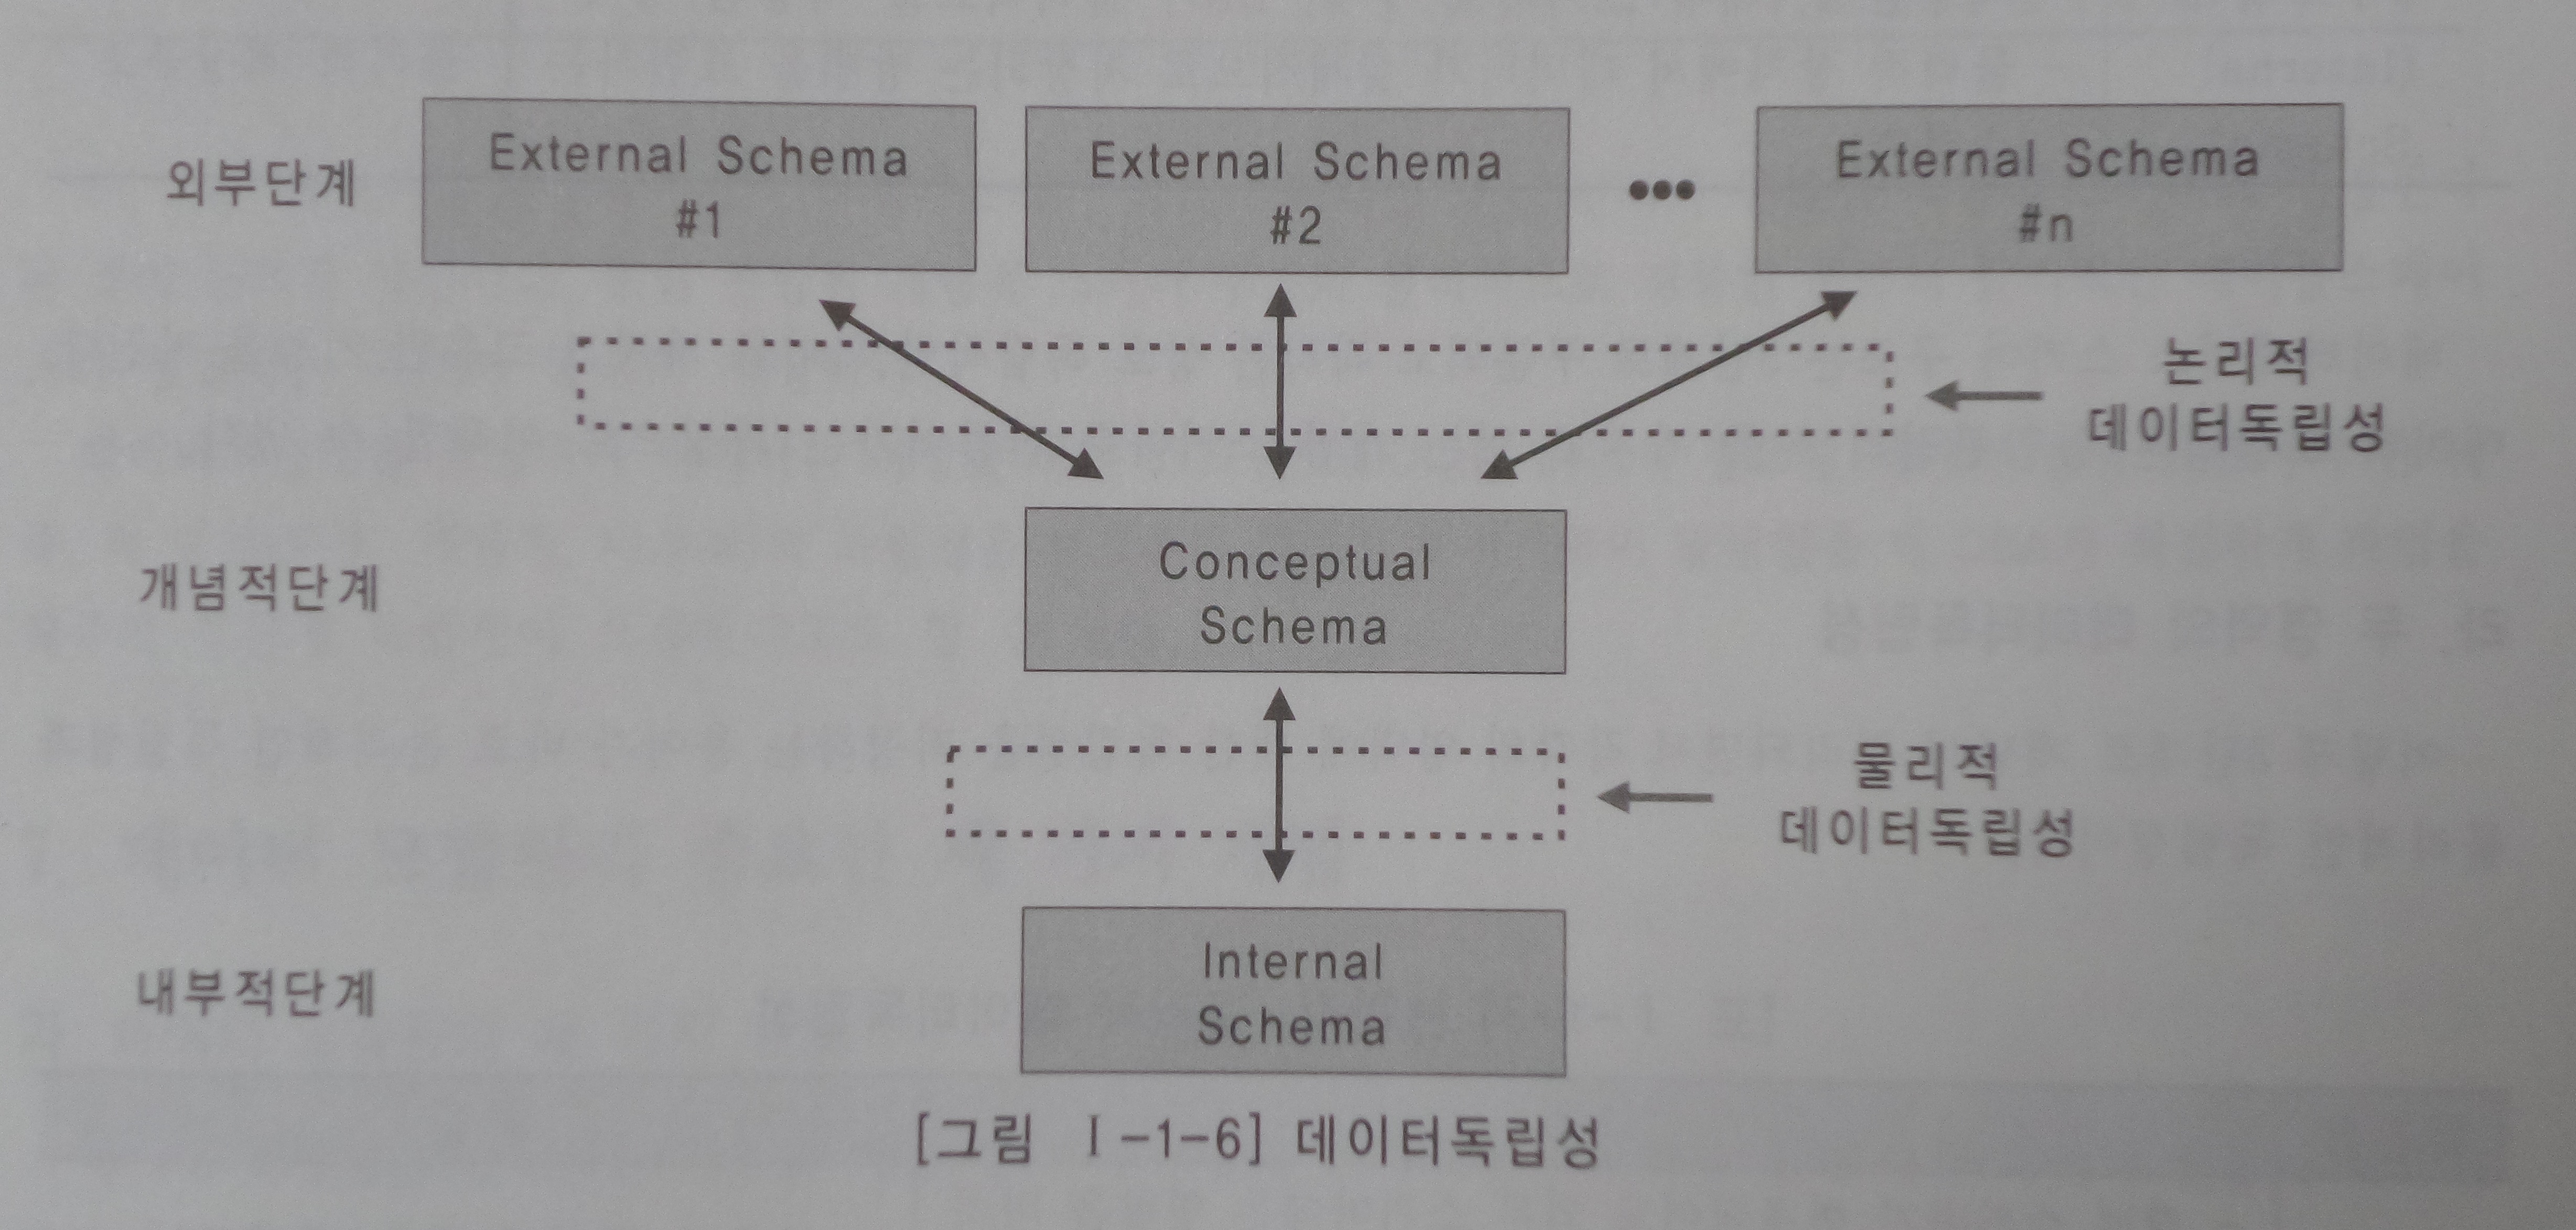 외부단계
External Schema
#1
External Schema
#2
•••
External Schema
#n
논리적
데이터독립성
개념적단계
Conceptual
Schema
물리적
데이터독립성
내부적단계
Internal
Schema
[그림 Ⅰ-1-6] 데이터독립성